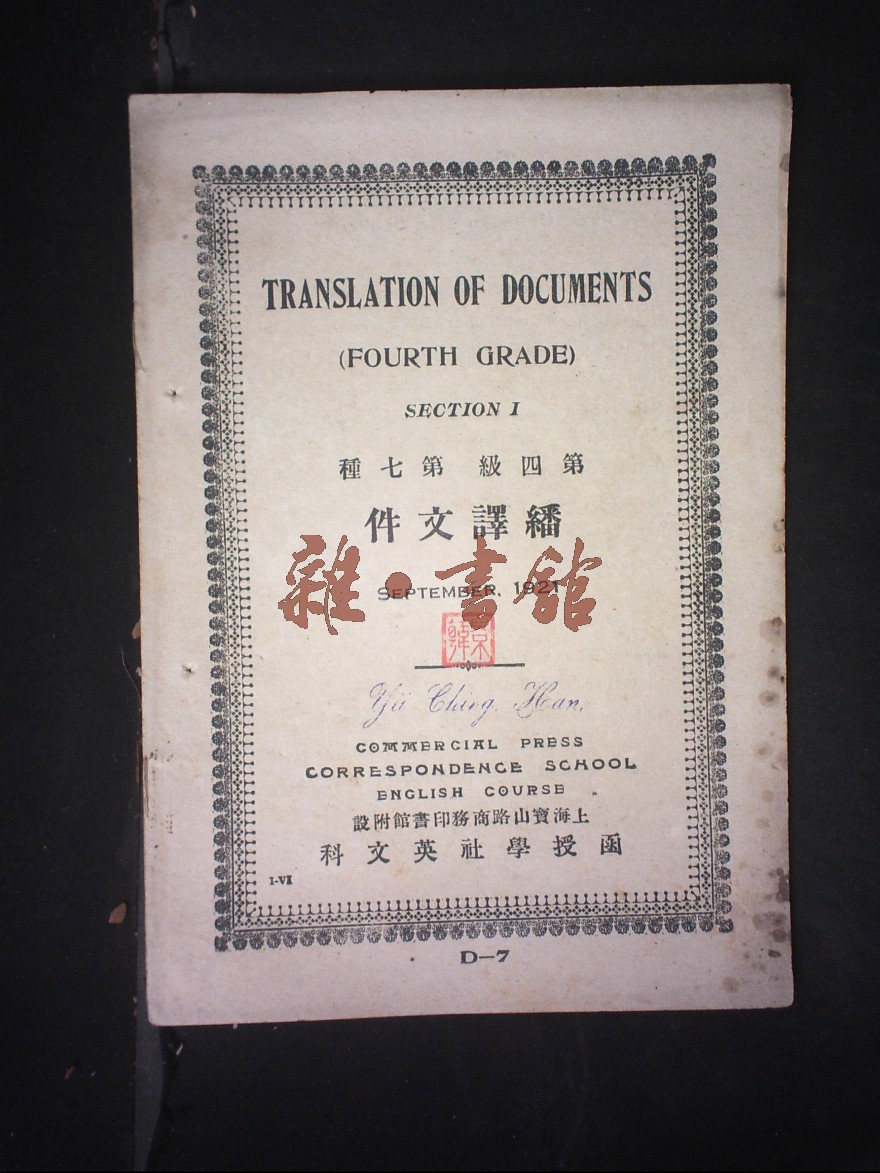 TRANSLATION OF DOCUMENTS
(FOURTH GRADE)
SECTION I
第四級 第七種
繙譯文件
雜·書館
SEPTEMBER, 1921
Yü Ching Han.
COMMERCIAL PRESS
CORRESPONDENCE SCHOOL
ENGLISH COURSE
上海寶山路商務印書館附設
函授學社英文科
I-VI
D—7